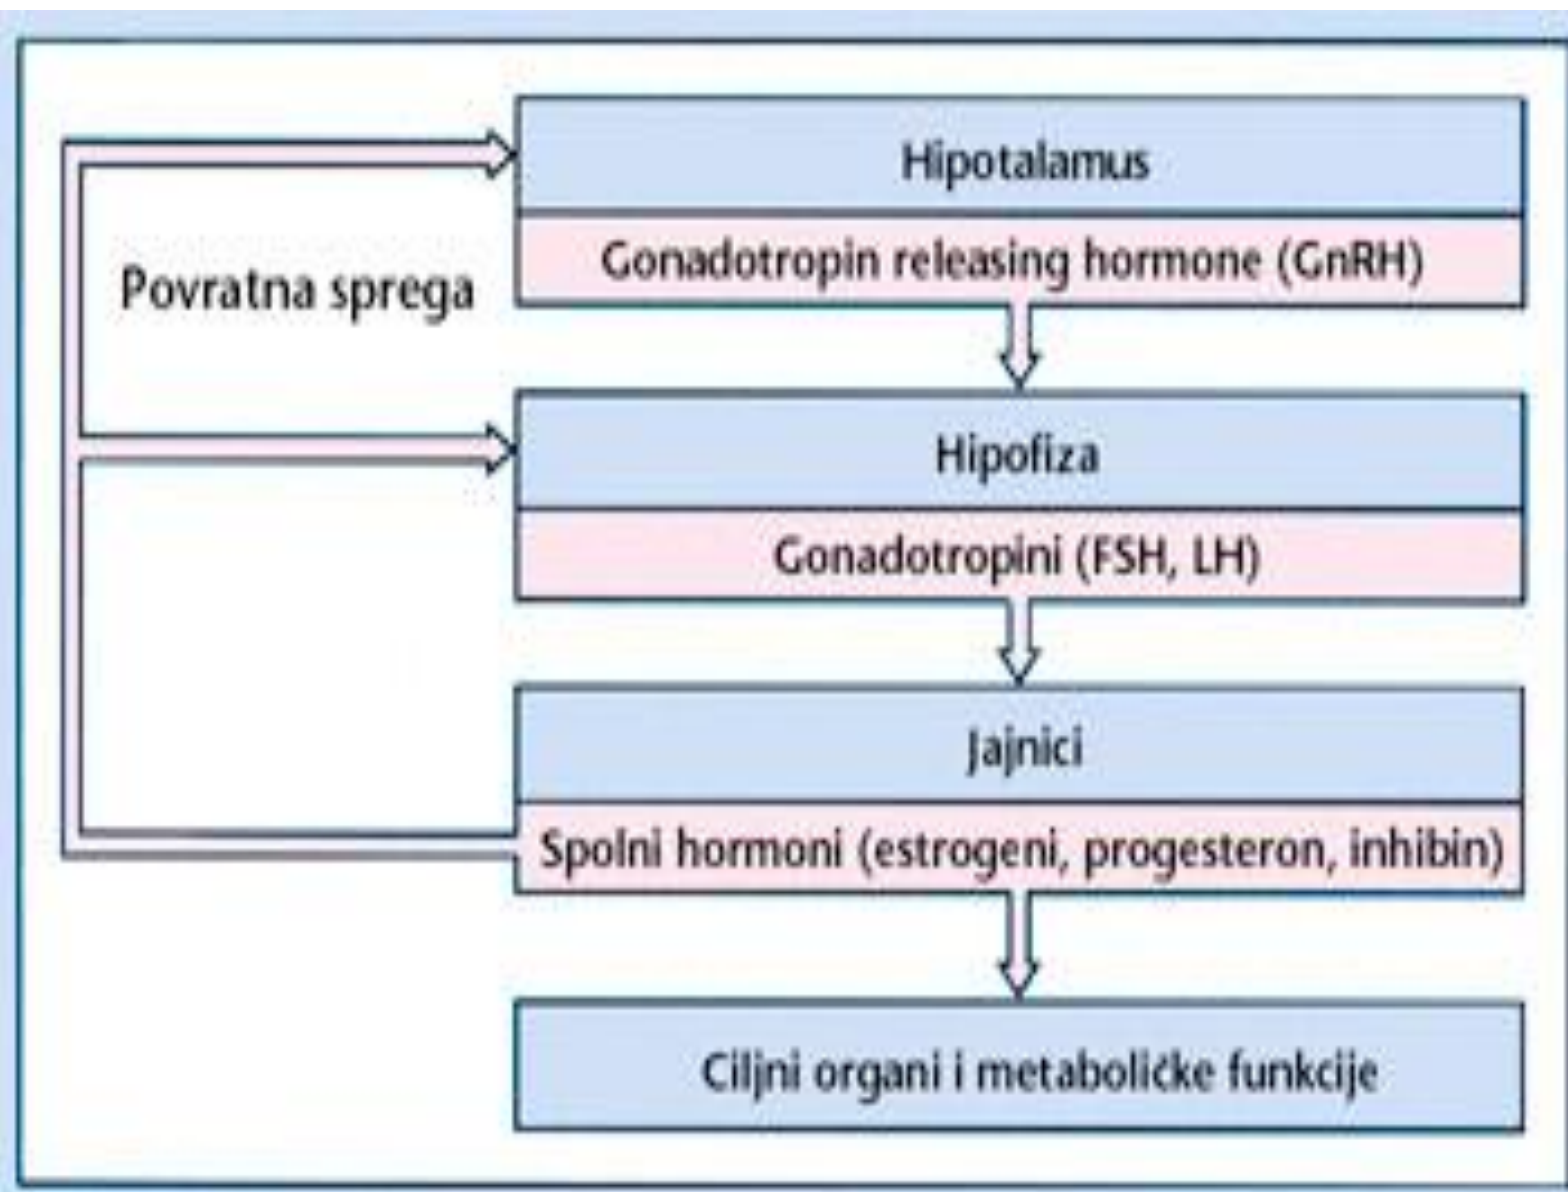 Hipotalamus
Gonadotropin releasing hormone (GnRH)
Povratna sprega
Hipofiza
Gonadotropini (FSH, LH)
Jajnici
Spolni hormoni (estrogeni, progesteron, inhibin)
Ciljni organi i metaboličke funkcije